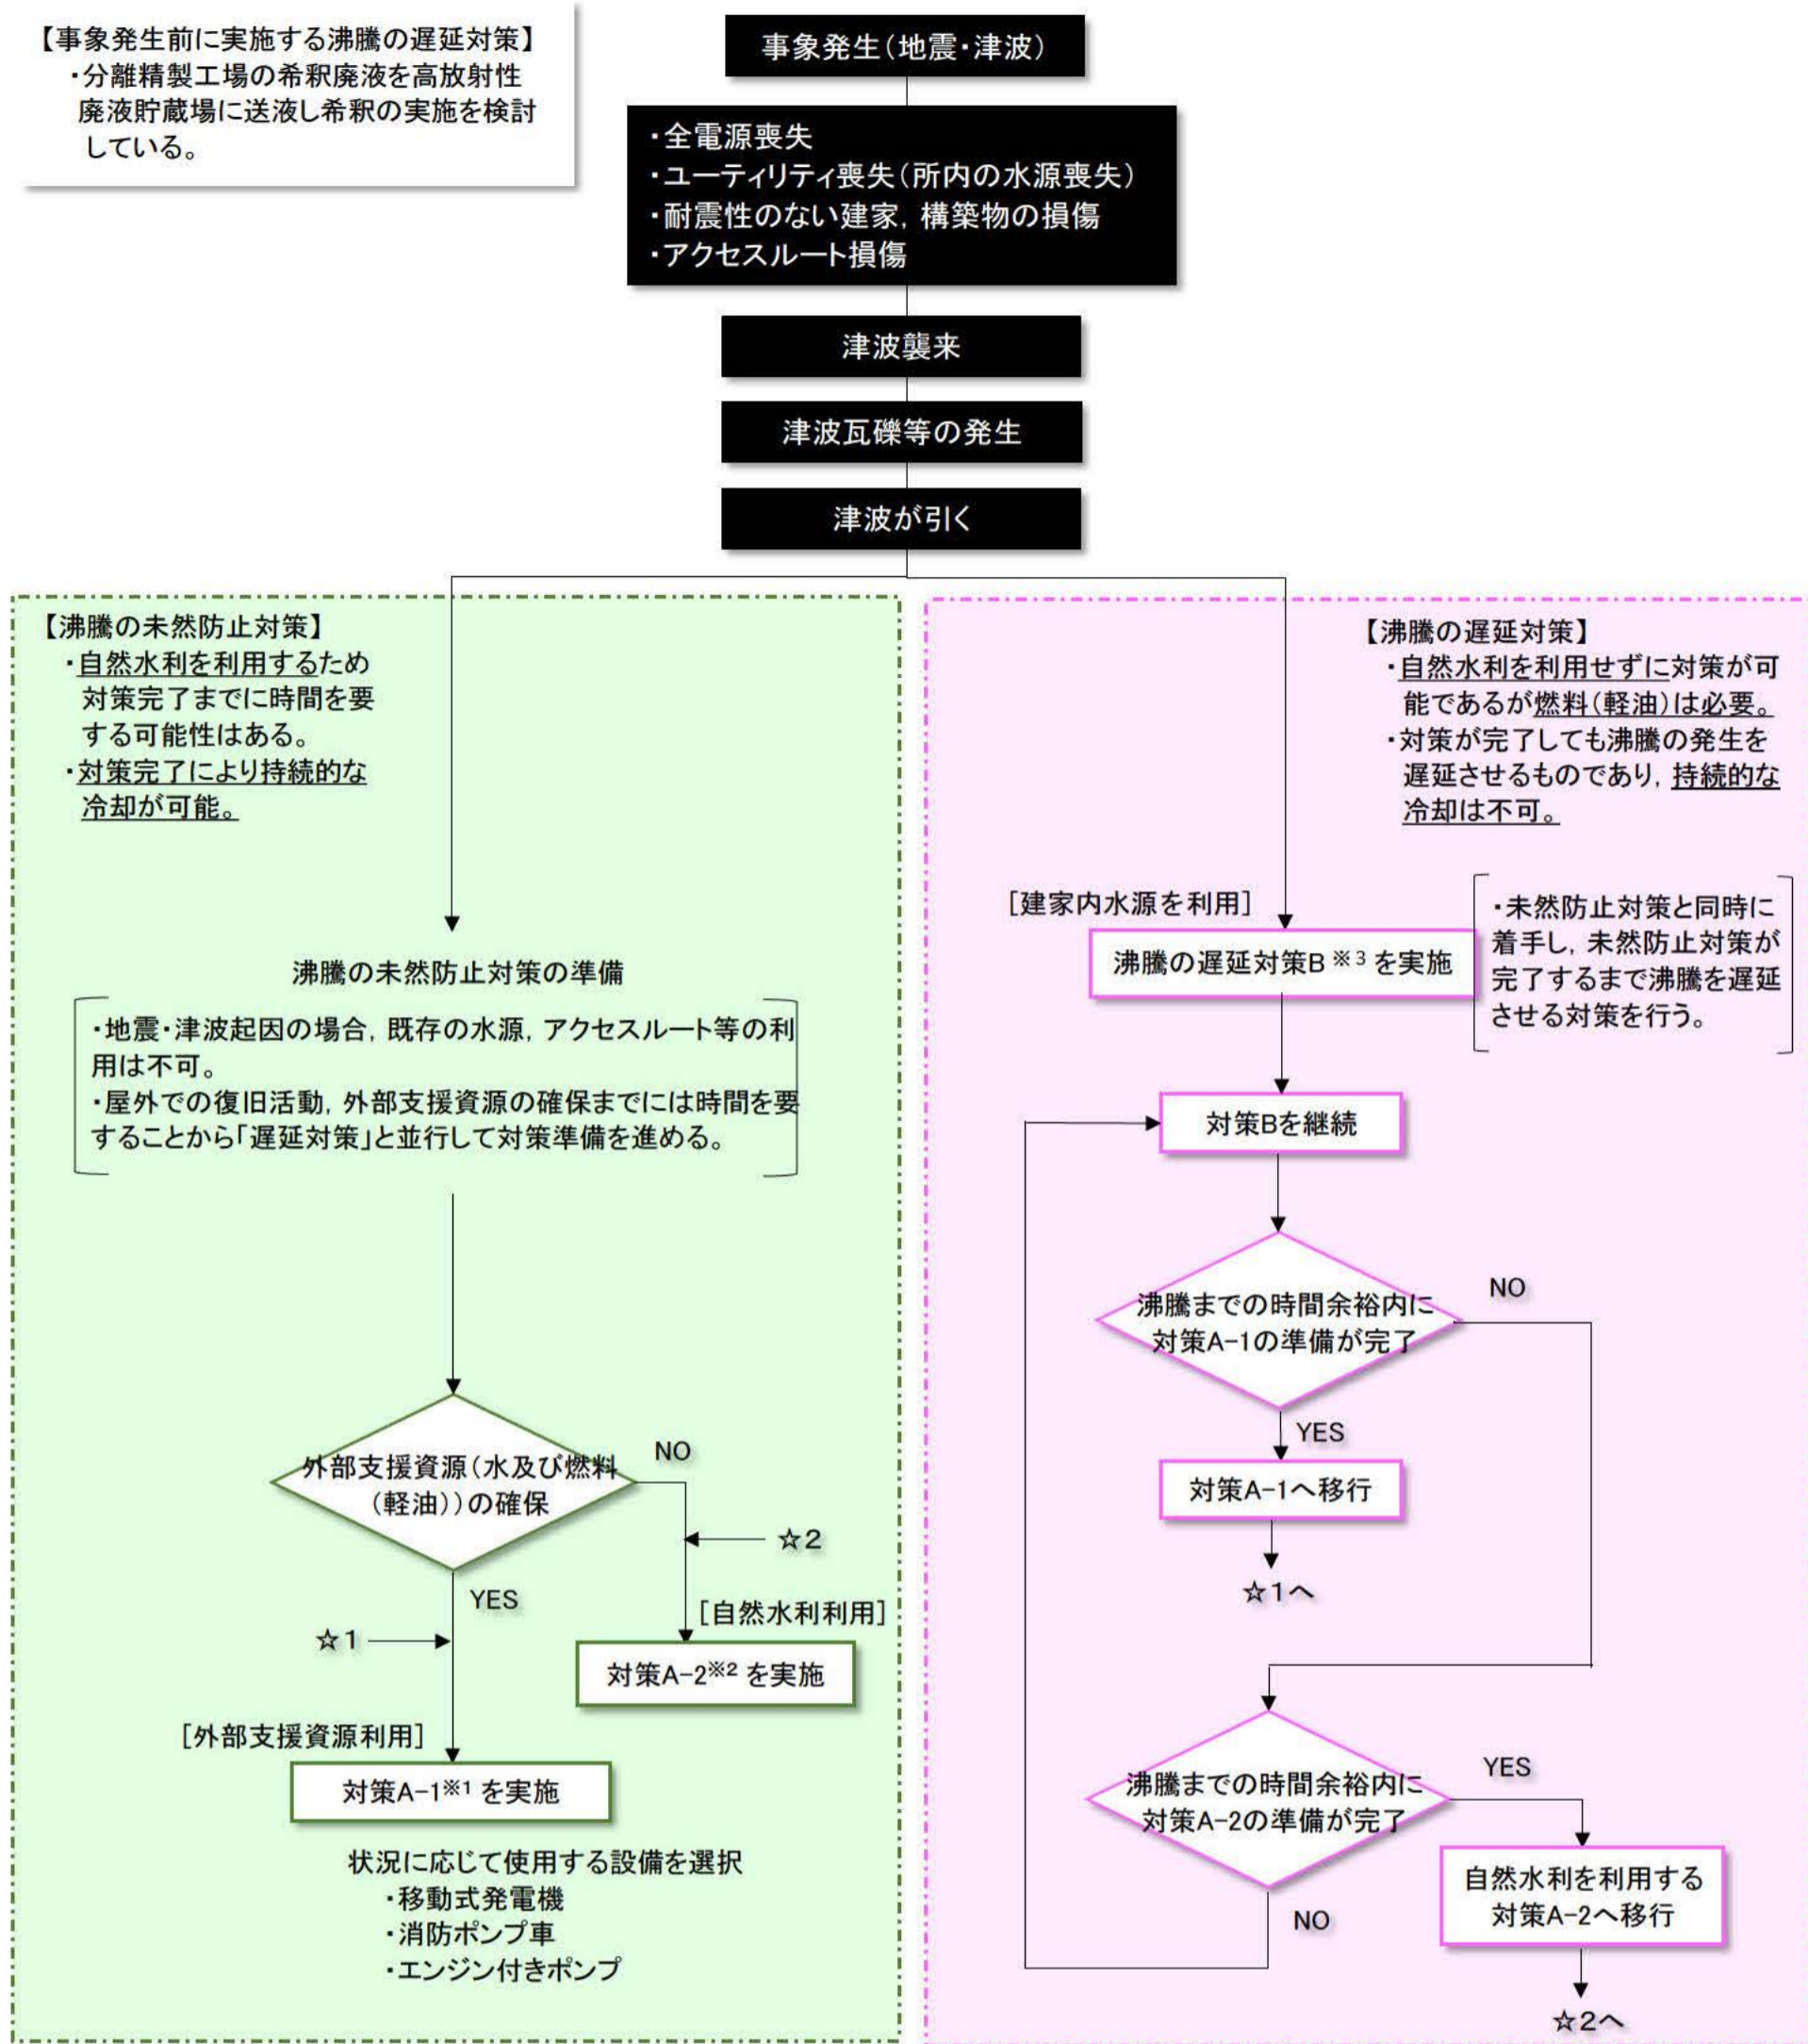 【事象発生前に実施する沸騰の遅延対策】
・分離精製工場の希釈廃液を高放射性
廃液貯蔵場に送液し希釈の実施を検討
している。
事象発生(地震・津波)
・全電源喪失
・ユーティリティ喪失(所内の水源喪失)
・耐震性のない建家，構築物の損傷
・アクセスルート損傷
津波襲来
津波瓦礫等の発生
津波が引く
【沸騰の未然防止対策】
・自然水利を利用するため
対策完了までに時間を要
する可能性はある。
・対策完了により持続的な
冷却が可能。
沸騰の未然防止対策の準備
・地震・津波起因の場合，既存の水源，アクセスルート等の利
用は不可。
・屋外での復旧活動，外部支援資源の確保までには時間を要
することから「遅延対策」と並行して対策準備を進める。
外部支援資源(水及び燃料
(軽油))の確保
NO
☆2
YES
[自然水利利用]
☆1
対策A-2※2 を実施
[外部支援資源利用]
対策A-1※1 を実施
状況に応じて使用する設備を選択
・移動式発電機
・消防ポンプ車
・エンジン付きポンプ
【沸騰の遅延対策】
・自然水利を利用せずに対策が可
能であるが燃料(軽油)は必要。
・対策が完了しても沸騰の発生を
遅延させるものであり，持続的な
冷却は不可。
[建家内水源を利用]
沸騰の遅延対策B ※3 を実施
・未然防止対策と同時に
着手し，未然防止対策が
完了するまで沸騰を遅延
させる対策を行う。
対策Bを継続
沸騰までの時間余裕内に
対策A-1の準備が完了
NO
YES
対策A-1へ移行
☆1へ
沸騰までの時間余裕内に
対策A-2の準備が完了
YES
NO
自然水利を利用する
対策A-2へ移行
☆2へ